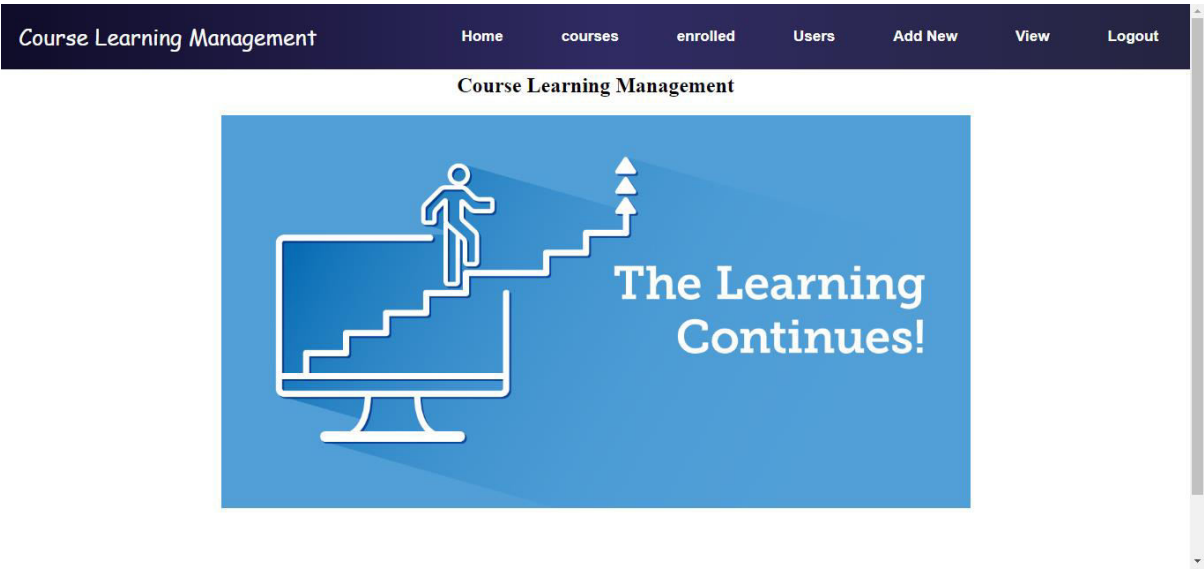 Course Learning Management Home courses enrolled Users Add New View Logout
Course Learning Management
The Learning
Continues!